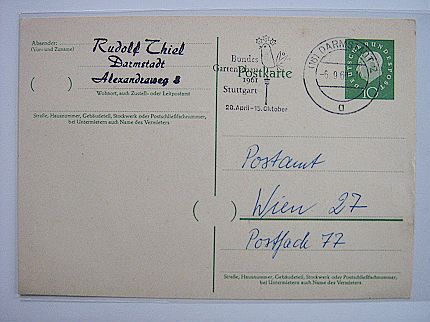 Absender:
(Vor- und Zuname)
Rudolf Thiel
Darmstadt
Alexandraweg 8
( )
Wohnort, auch Zustell- oder Leitpostamt
Straße, Hausnummer, Gebäudeteil, Stockwerk oder Postschließfachnummer,
bei Untermietern auch Name des Vermieters
Postkarte
Bundes
Gartenschau
1961
Stuttgart
28. April – 15. Oktober
DARMSTADT 2
a
DEUTSCHE BUNDESPOST
10
Postamt
Wien 27
( )
Postfach 77
Straße, Hausnummer, Gebäudeteil, Stockwerk oder Postschließfachnummer,
bei Untermietern auch Name des Vermieters